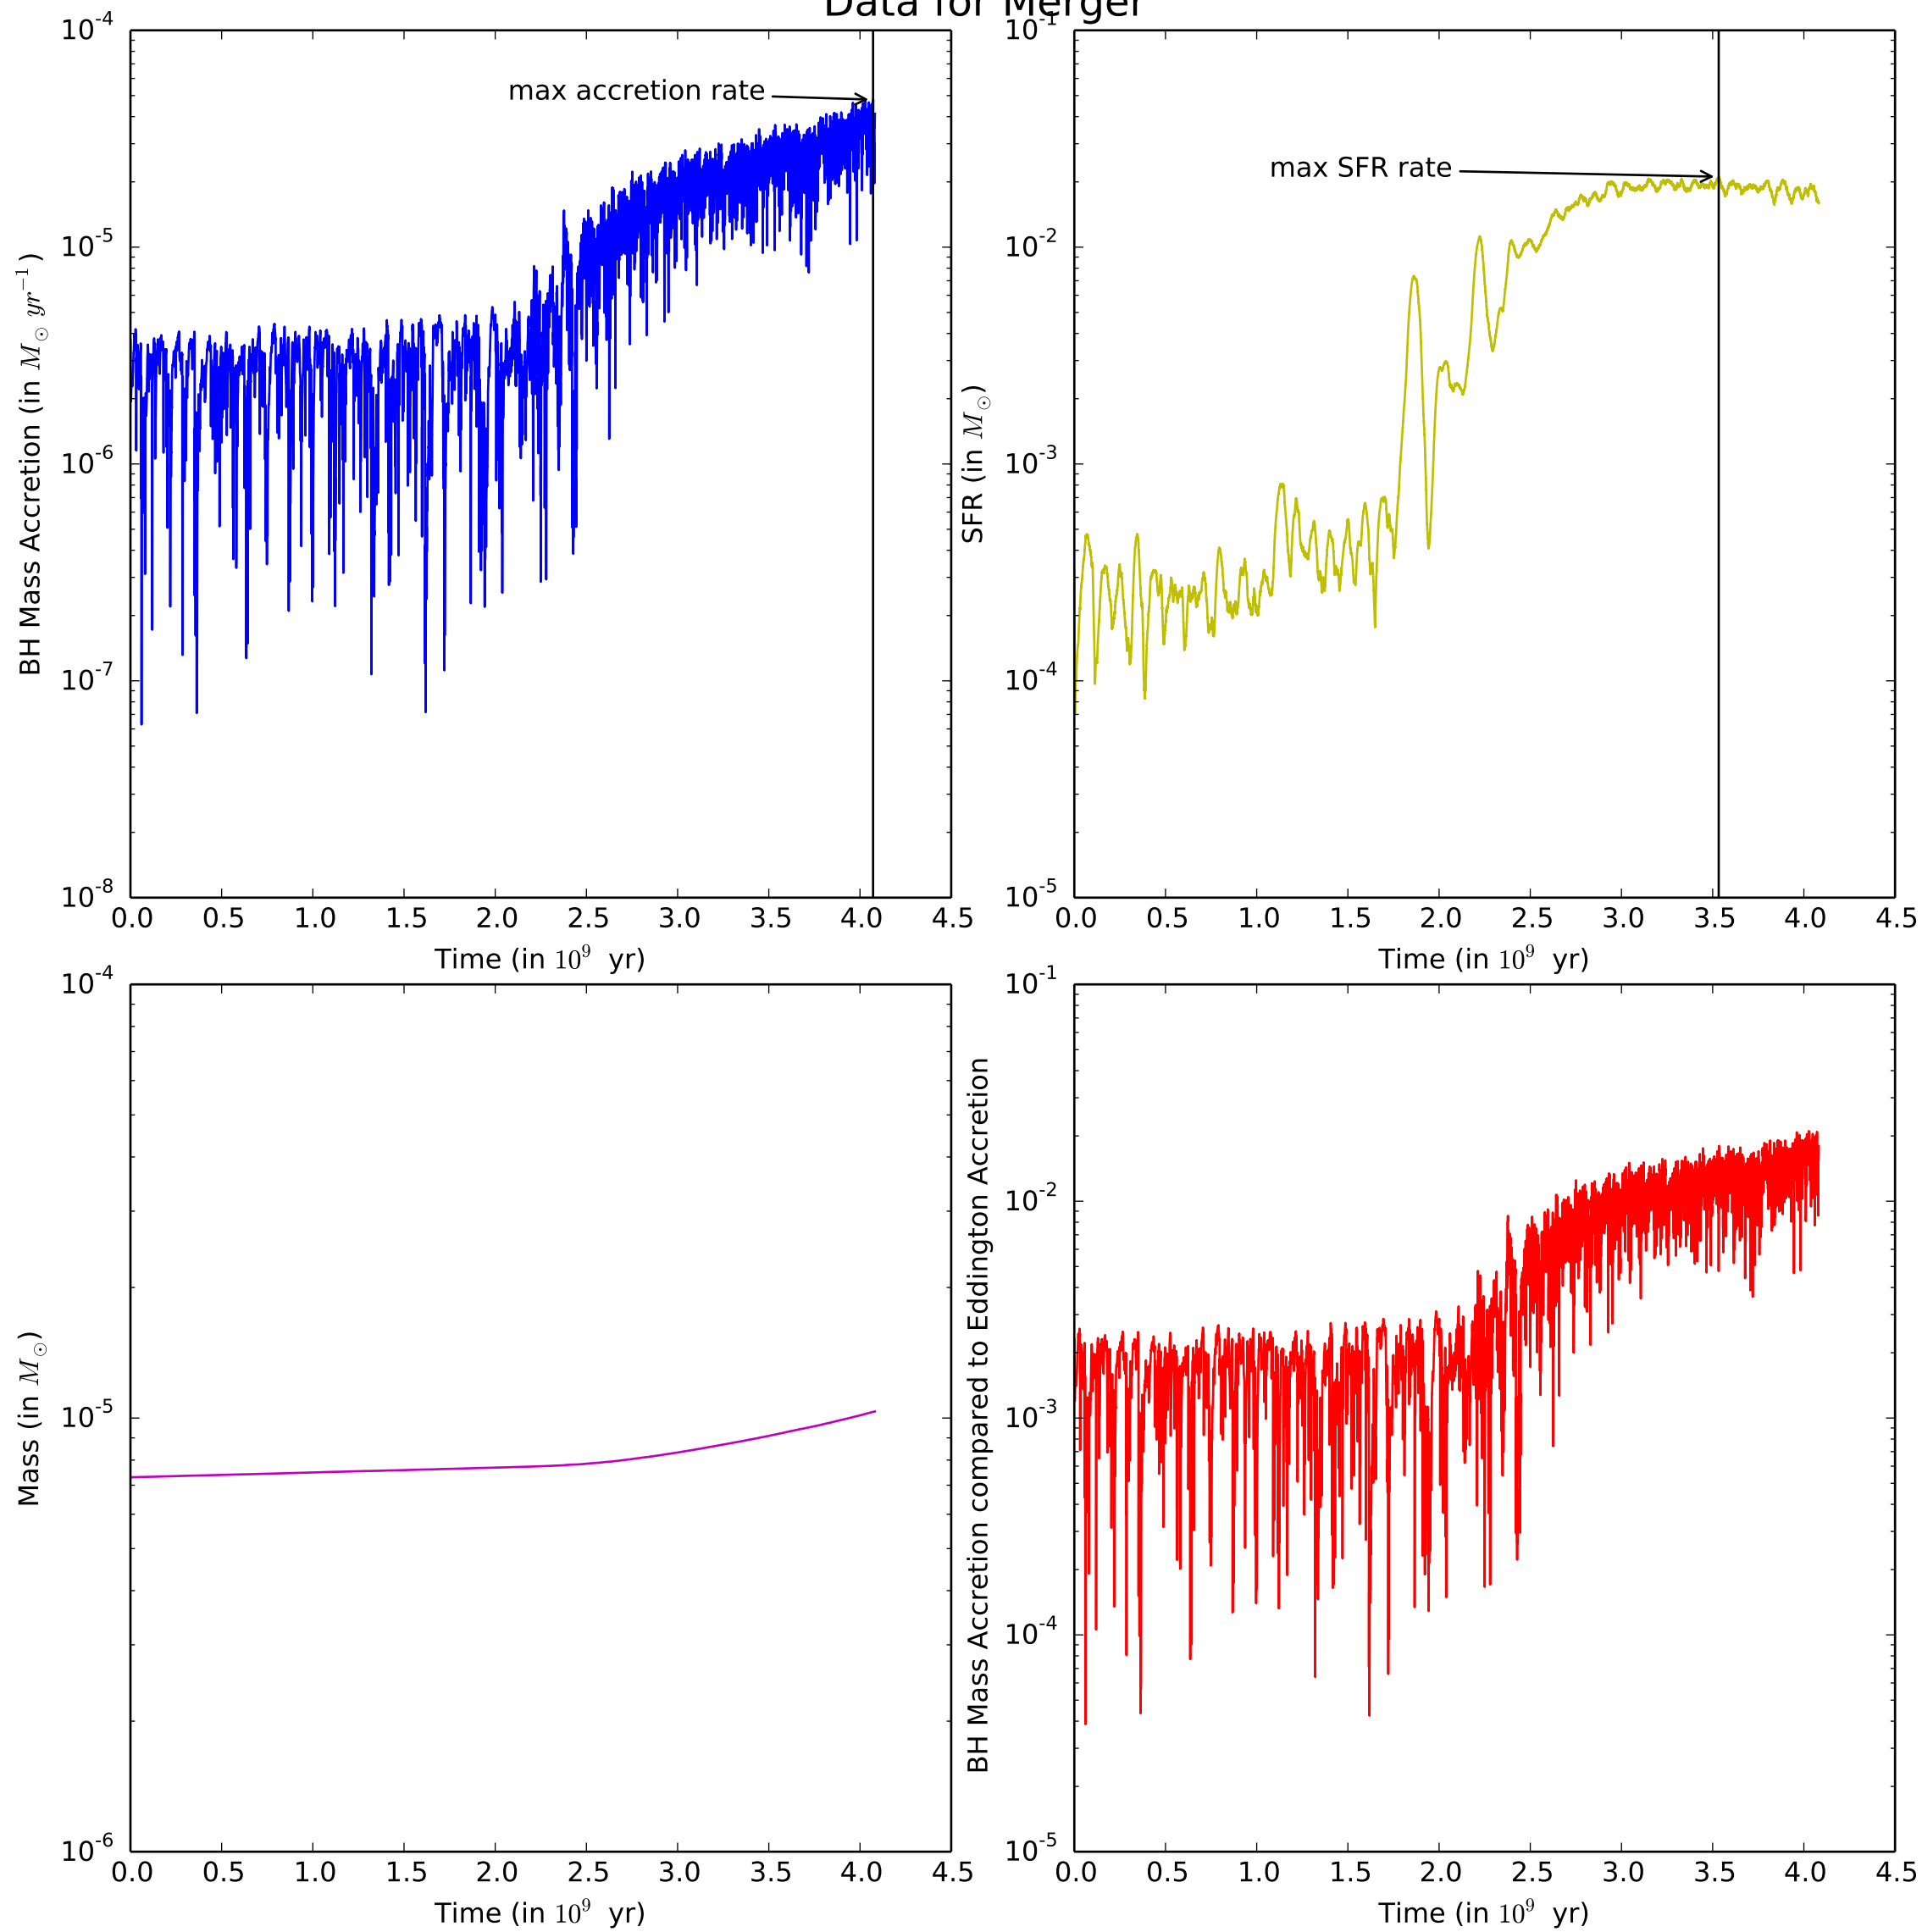 Data for Merger
BH Mass Accretion (in M⊙ yr⁻¹)
10⁻⁴
10⁻⁵
10⁻⁶
10⁻⁷
10⁻⁸
max accretion rate
0.0 0.5 1.0 1.5 2.0 2.5 3.0 3.5 4.0 4.5
Time (in 10⁹ yr)
SFR (in M⊙)
10⁻¹
10⁻²
10⁻³
10⁻⁴
10⁻⁵
max SFR rate
0.0 0.5 1.0 1.5 2.0 2.5 3.0 3.5 4.0 4.5
Time (in 10⁹ yr)
Mass (in M⊙)
10⁻⁴
10⁻⁵
10⁻⁶
0.0 0.5 1.0 1.5 2.0 2.5 3.0 3.5 4.0 4.5
Time (in 10⁹ yr)
BH Mass Accretion compared to Eddington Accretion
10⁻¹
10⁻²
10⁻³
10⁻⁴
10⁻⁵
0.0 0.5 1.0 1.5 2.0 2.5 3.0 3.5 4.0 4.5
Time (in 10⁹ yr)